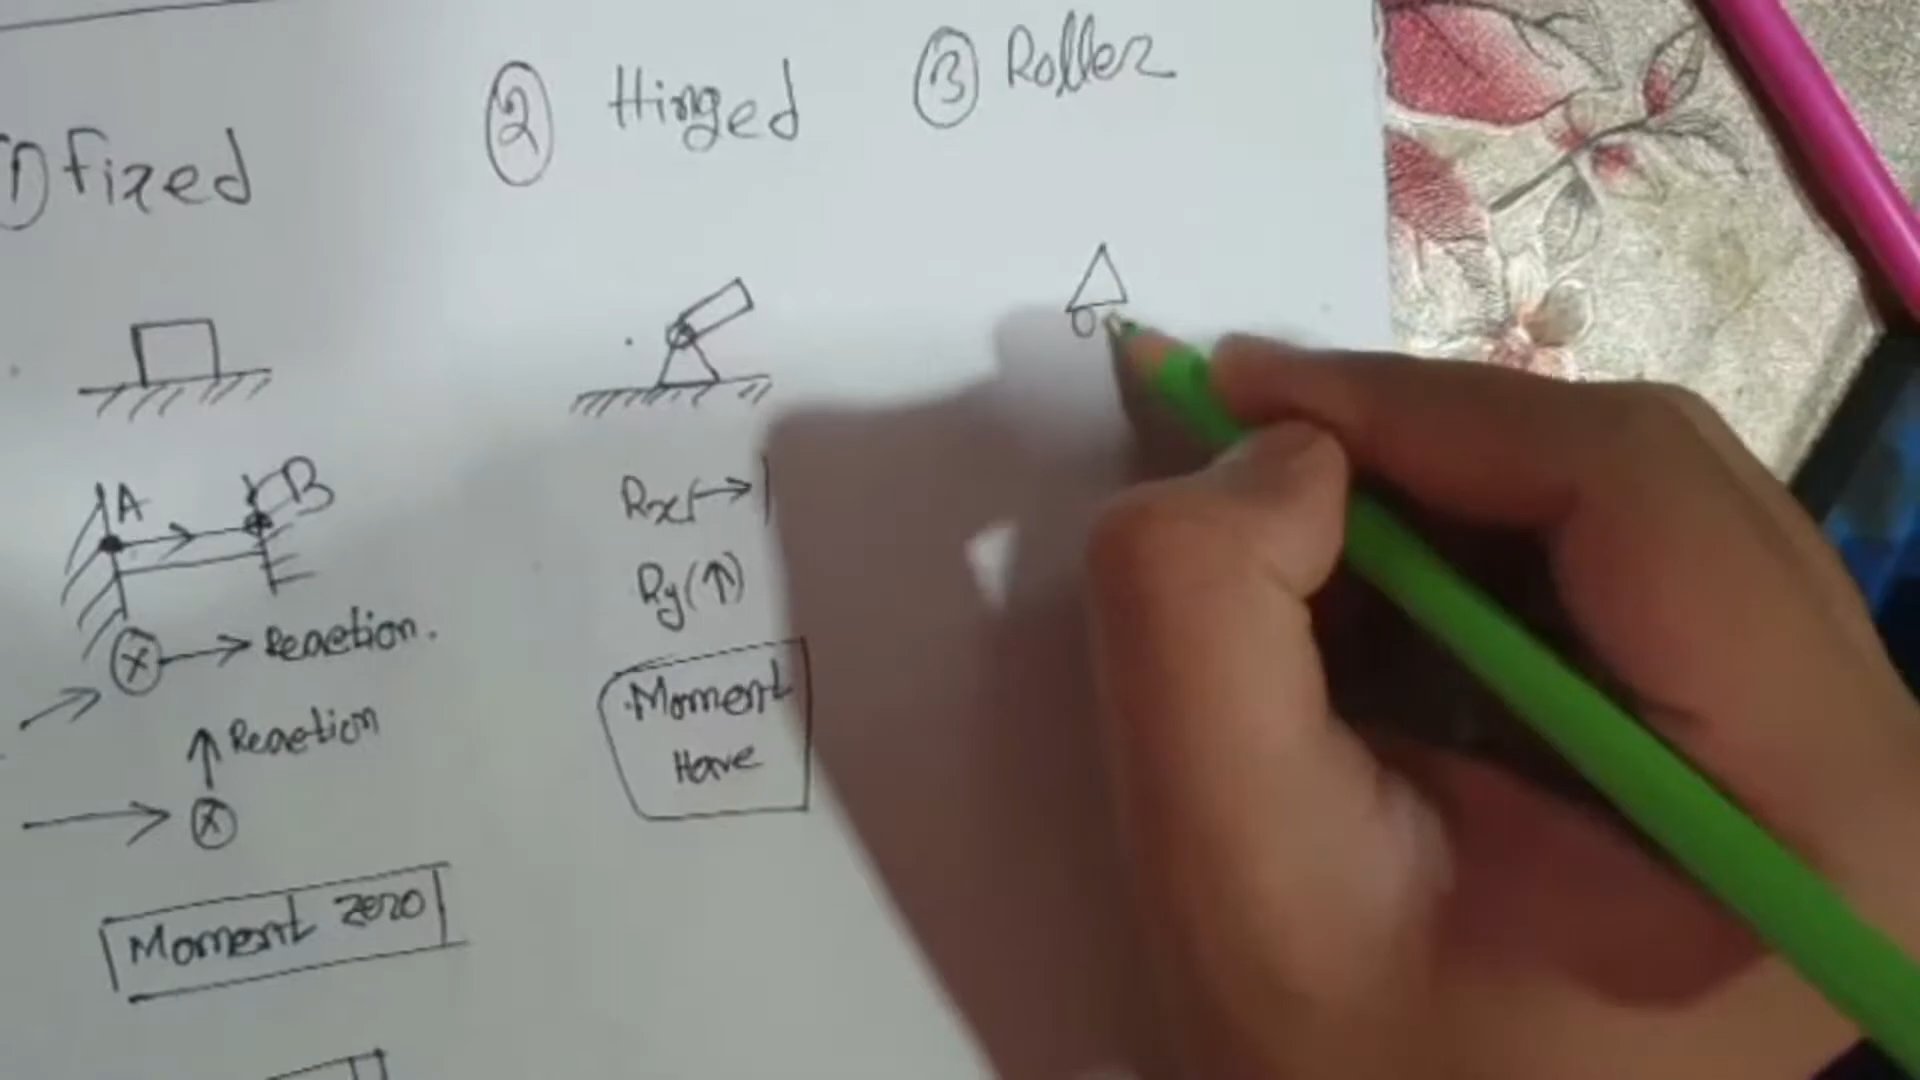 1) fixed
② Hinged
③ Roller
A
B
Ⓧ → Reaction.
↑ Reaction
Ⓧ
Moment zero
Rx(→)
Ry(↑)
Moment
Have